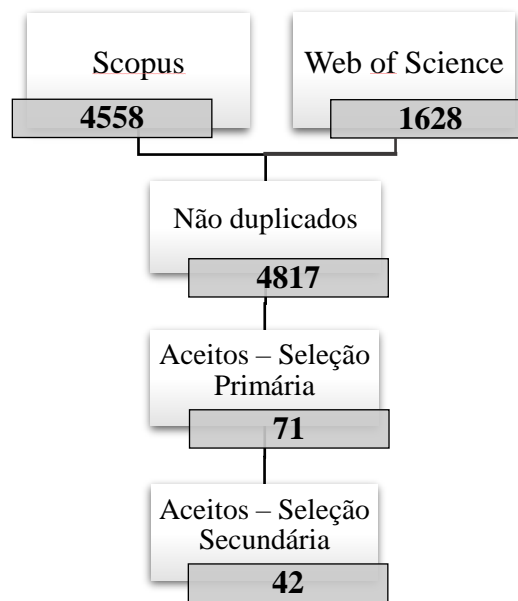 Scopus
4558
Web of Science
1628
Não duplicados
4817
Aceitos – Seleção
Primária
71
Aceitos – Seleção
Secundária
42